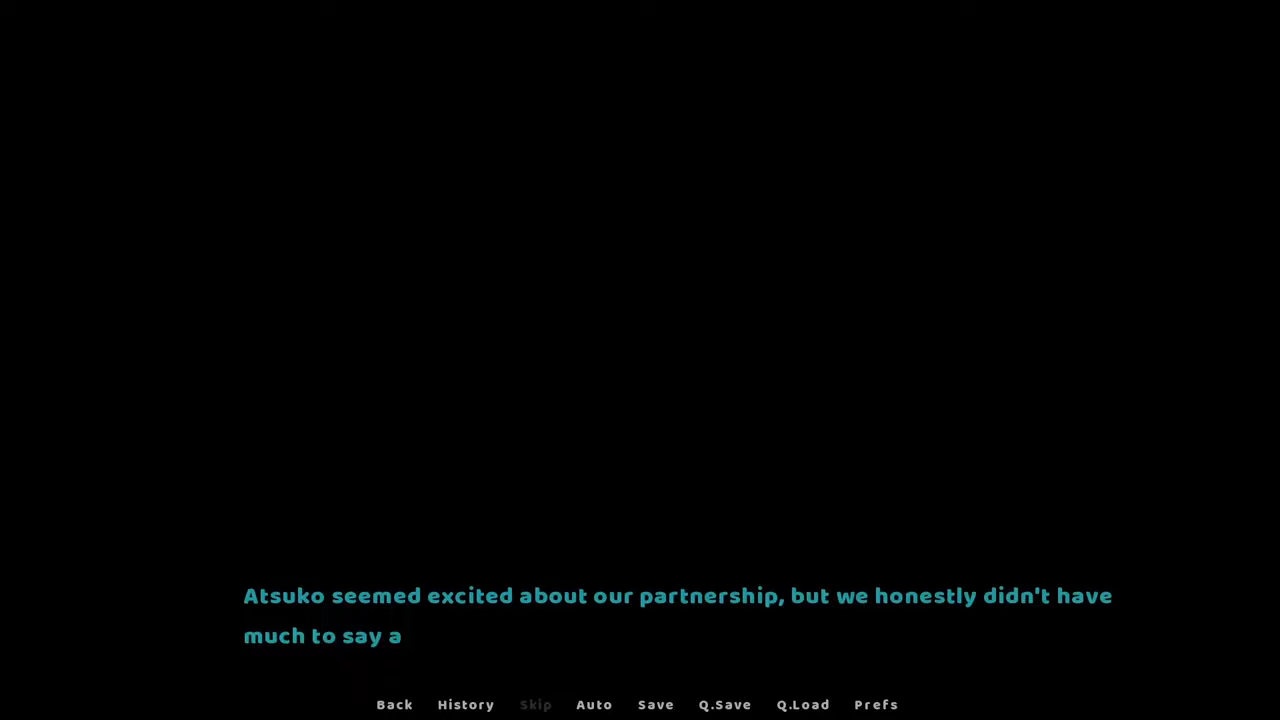 Atsuko seemed excited about our partnership, but we honestly didn't have
much to say a
Back History Skip Auto Save Q.Save Q.Load Prefs